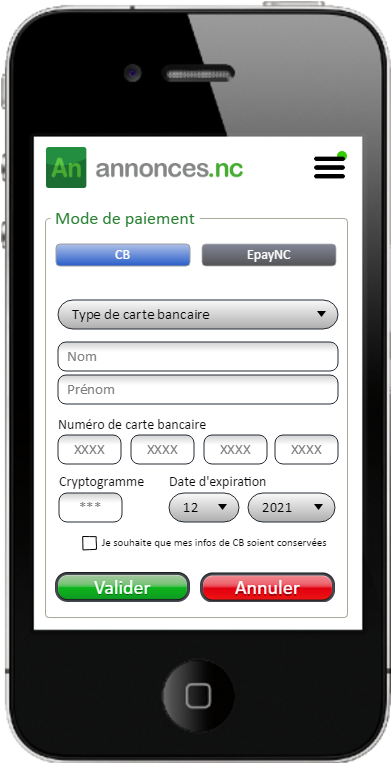 An annonces.nc
Mode de paiement
CB EpayNC
Type de carte bancaire
Nom
Prénom
Numéro de carte bancaire
XXXX XXXX XXXX XXXX
Cryptogramme Date d'expiration
*** 12 2021
Je souhaite que mes infos de CB soient conservées
Valider Annuler